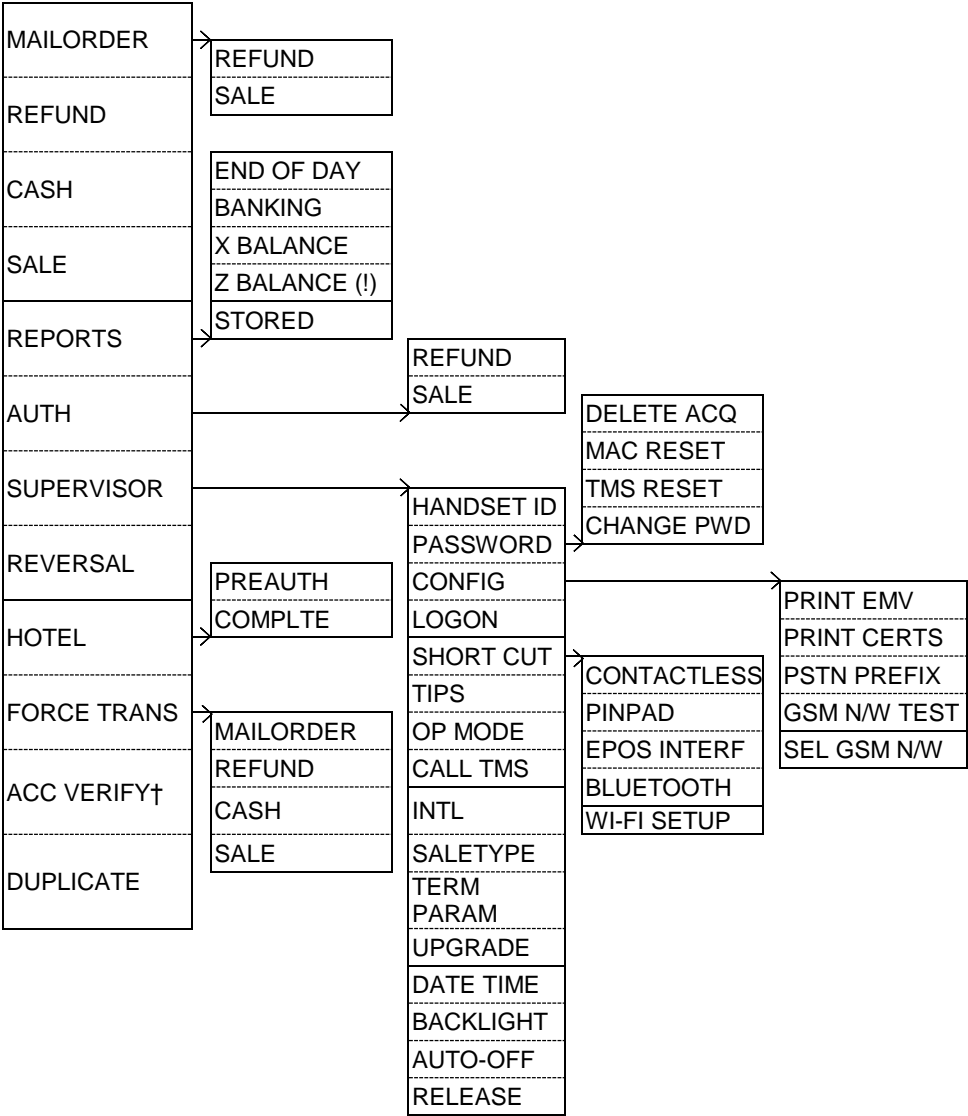 MAILORDER
REFUND
CASH
SALE
REPORTS
AUTH
SUPERVISOR
REVERSAL
HOTEL
FORCE TRANS
ACC VERIFY†
DUPLICATE
REFUND
SALE
END OF DAY
BANKING
X BALANCE
Z BALANCE (!)
STORED
PREAUTH
COMPLTE
MAILORDER
REFUND
CASH
SALE
REFUND
SALE
HANDSET ID
PASSWORD
CONFIG
LOGON
SHORT CUT
TIPS
OP MODE
CALL TMS
INTL
SALETYPE
TERM
PARAM
UPGRADE
DATE TIME
BACKLIGHT
AUTO-OFF
RELEASE
DELETE ACQ
MAC RESET
TMS RESET
CHANGE PWD
CONTACTLESS
PINPAD
EPOS INTERF
BLUETOOTH
WI-FI SETUP
PRINT EMV
PRINT CERTS
PSTN PREFIX
GSM N/W TEST
SEL GSM N/W